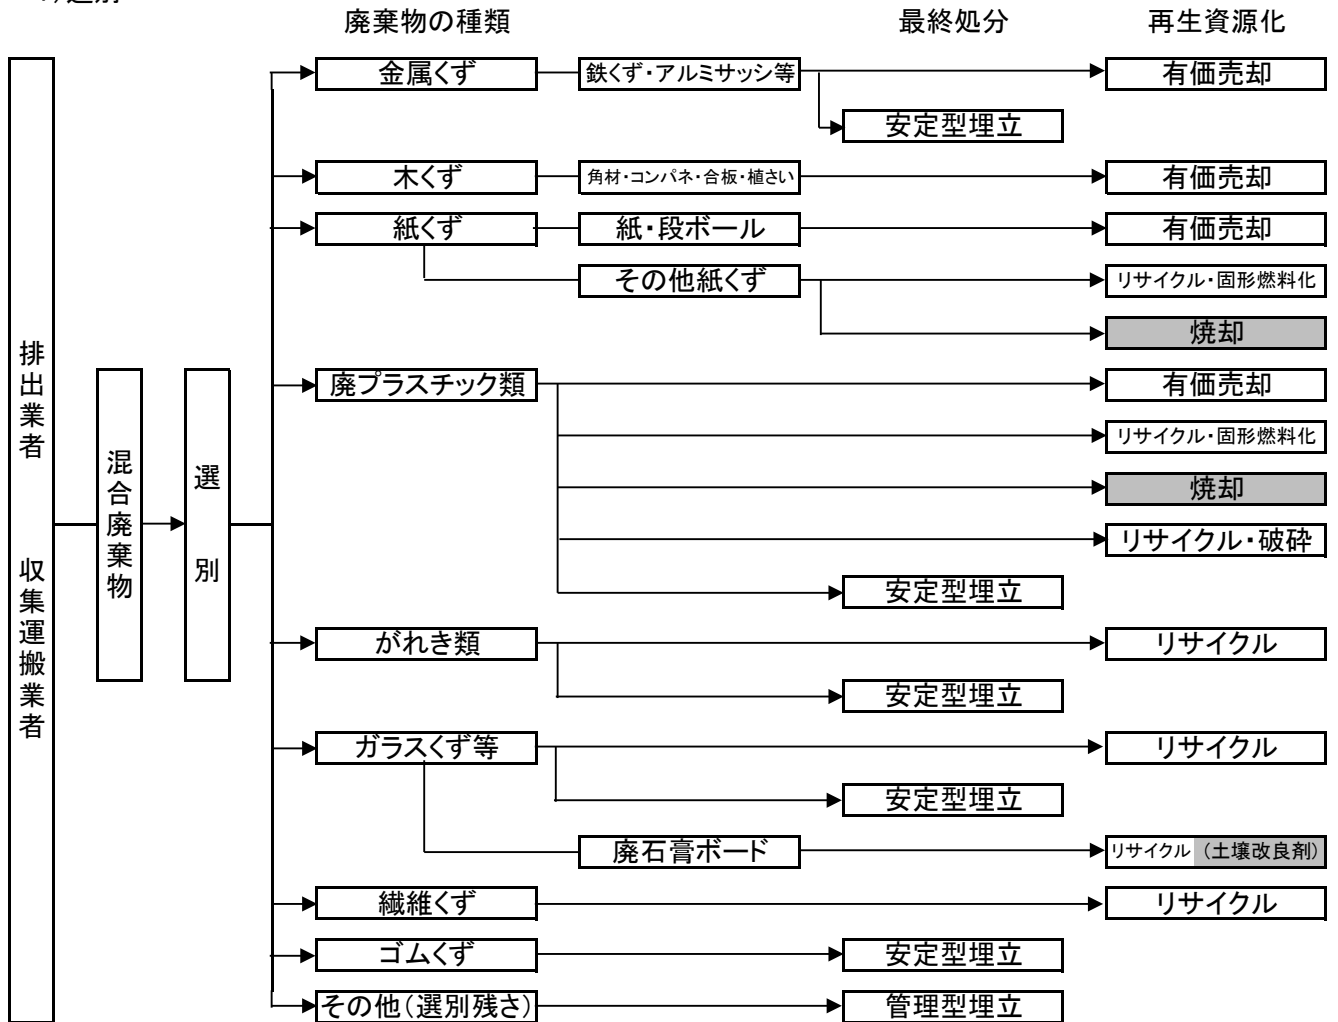 廃棄物の種類
最終処分
再生資源化
排出業者 収集運搬業者
混合廃棄物
選別
金属くず
鉄くず・アルミサッシ等
有価売却
安定型埋立
木くず
角材・コンパネ・合板・植さい
有価売却
紙くず
紙・段ボール
有価売却
その他紙くず
リサイクル・固形燃料化
焼却
廃プラスチック類
有価売却
リサイクル・固形燃料化
焼却
リサイクル・破砕
安定型埋立
がれき類
リサイクル
安定型埋立
ガラスくず等
リサイクル
安定型埋立
廃石膏ボード
リサイクル (土壌改良剤)
繊維くず
リサイクル
ゴムくず
安定型埋立
その他(選別残さ)
管理型埋立